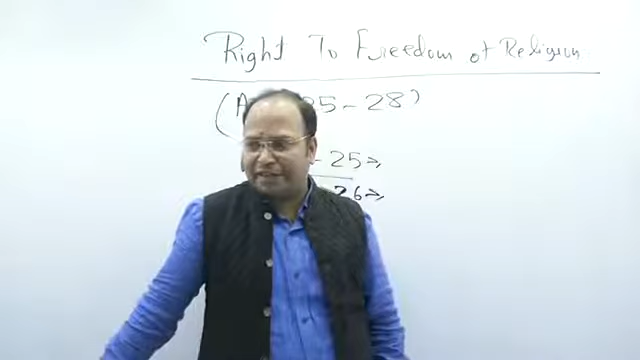 Right To Freedom of Religion
(A 25 - 28)
- 25 →
26 →